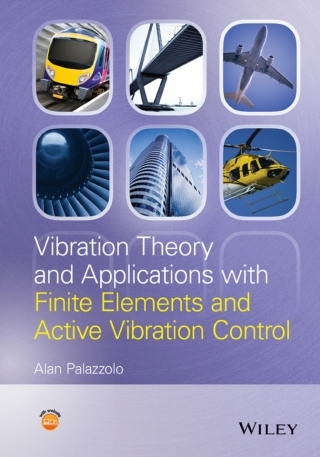 Vibration Theory
and Applications with
Finite Elements and
Active Vibration Control
Alan Palazzolo
WILEY